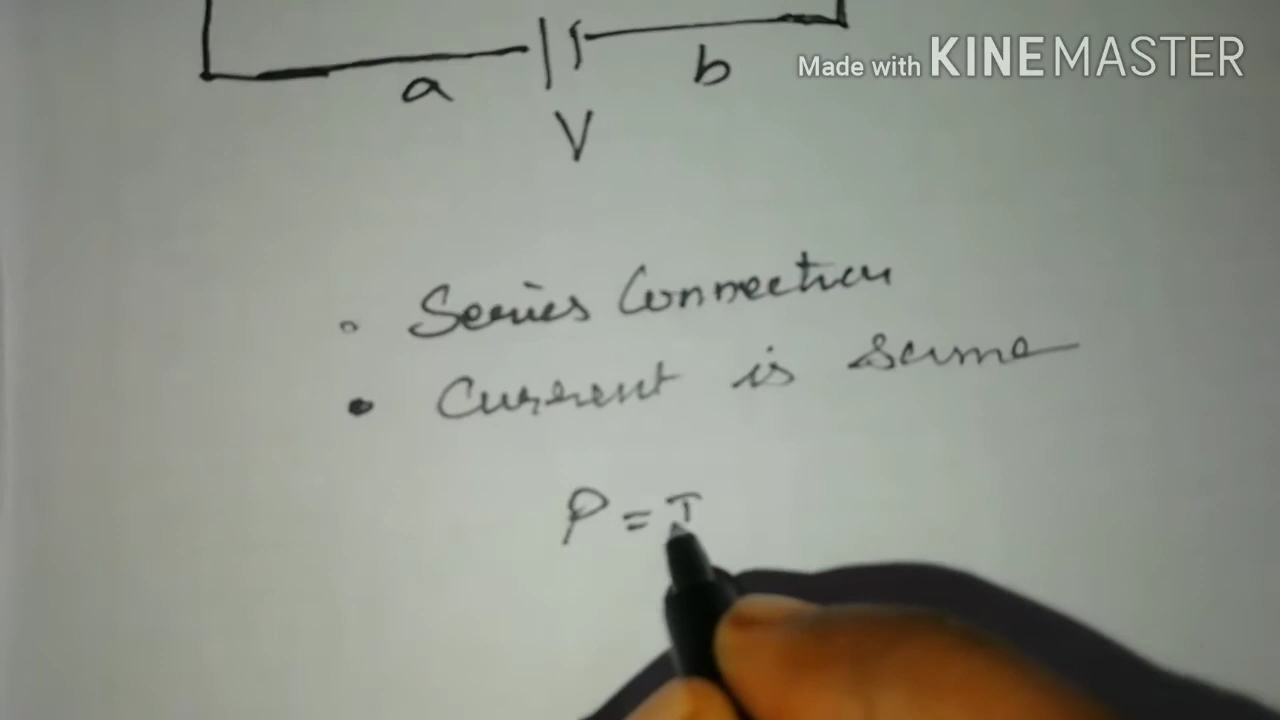 Made with KINEMASTER
a
b
V
• Series Connection
• Current is same
P = I